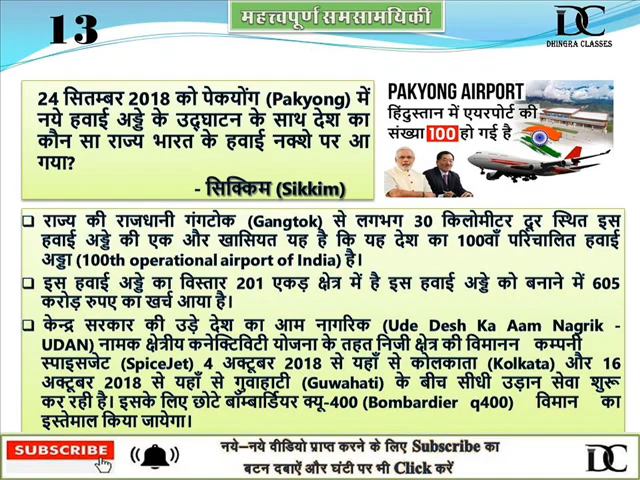 13
महत्त्वपूर्ण समसामयिकी
DC
DHINGRA CLASSES
24 सितम्बर 2018 को पेकयोंग (Pakyong) में
नये हवाई अड्डे के उद्घाटन के साथ देश का
कौन सा राज्य भारत के हवाई नक्शे पर आ
गया?
- सिक्किम (Sikkim)
PAKYONG AIRPORT
हिंदुस्तान में एयरपोर्ट की
संख्या 100 हो गई है
राज्य की राजधानी गंगटोक (Gangtok) से लगभग 30 किलोमीटर दूर स्थित इस
हवाई अड्डे की एक और खासियत यह है कि यह देश का 100वाँ परिचालित हवाई
अड्डा (100th operational airport of India) है।
इस हवाई अड्डे का विस्तार 201 एकड़ क्षेत्र में है इस हवाई अड्डे को बनाने में 605
करोड़ रुपए का खर्च आया है।
केन्द्र सरकार की उड़े देश का आम नागरिक (Ude Desh Ka Aam Nagrik -
UDAN) नामक क्षेत्रीय कनेक्टिविटी योजना के तहत निजी क्षेत्र की विमानन कम्पनी
स्पाइसजेट (SpiceJet) 4 अक्टूबर 2018 से यहाँ से कोलकाता (Kolkata) और 16
अक्टूबर 2018 से यहाँ से गुवाहाटी (Guwahati) के बीच सीधी उड़ान सेवा शुरू
कर रही है। इसके लिए छोटे बॉम्बार्डियर क्यू-400 (Bombardier q400) विमान का
इस्तेमाल किया जायेगा।
SUBSCRIBE
नये–नये वीडियो प्राप्त करने के लिए Subscribe का
बटन दबाऐं और घंटी पर भी Click करें
DC